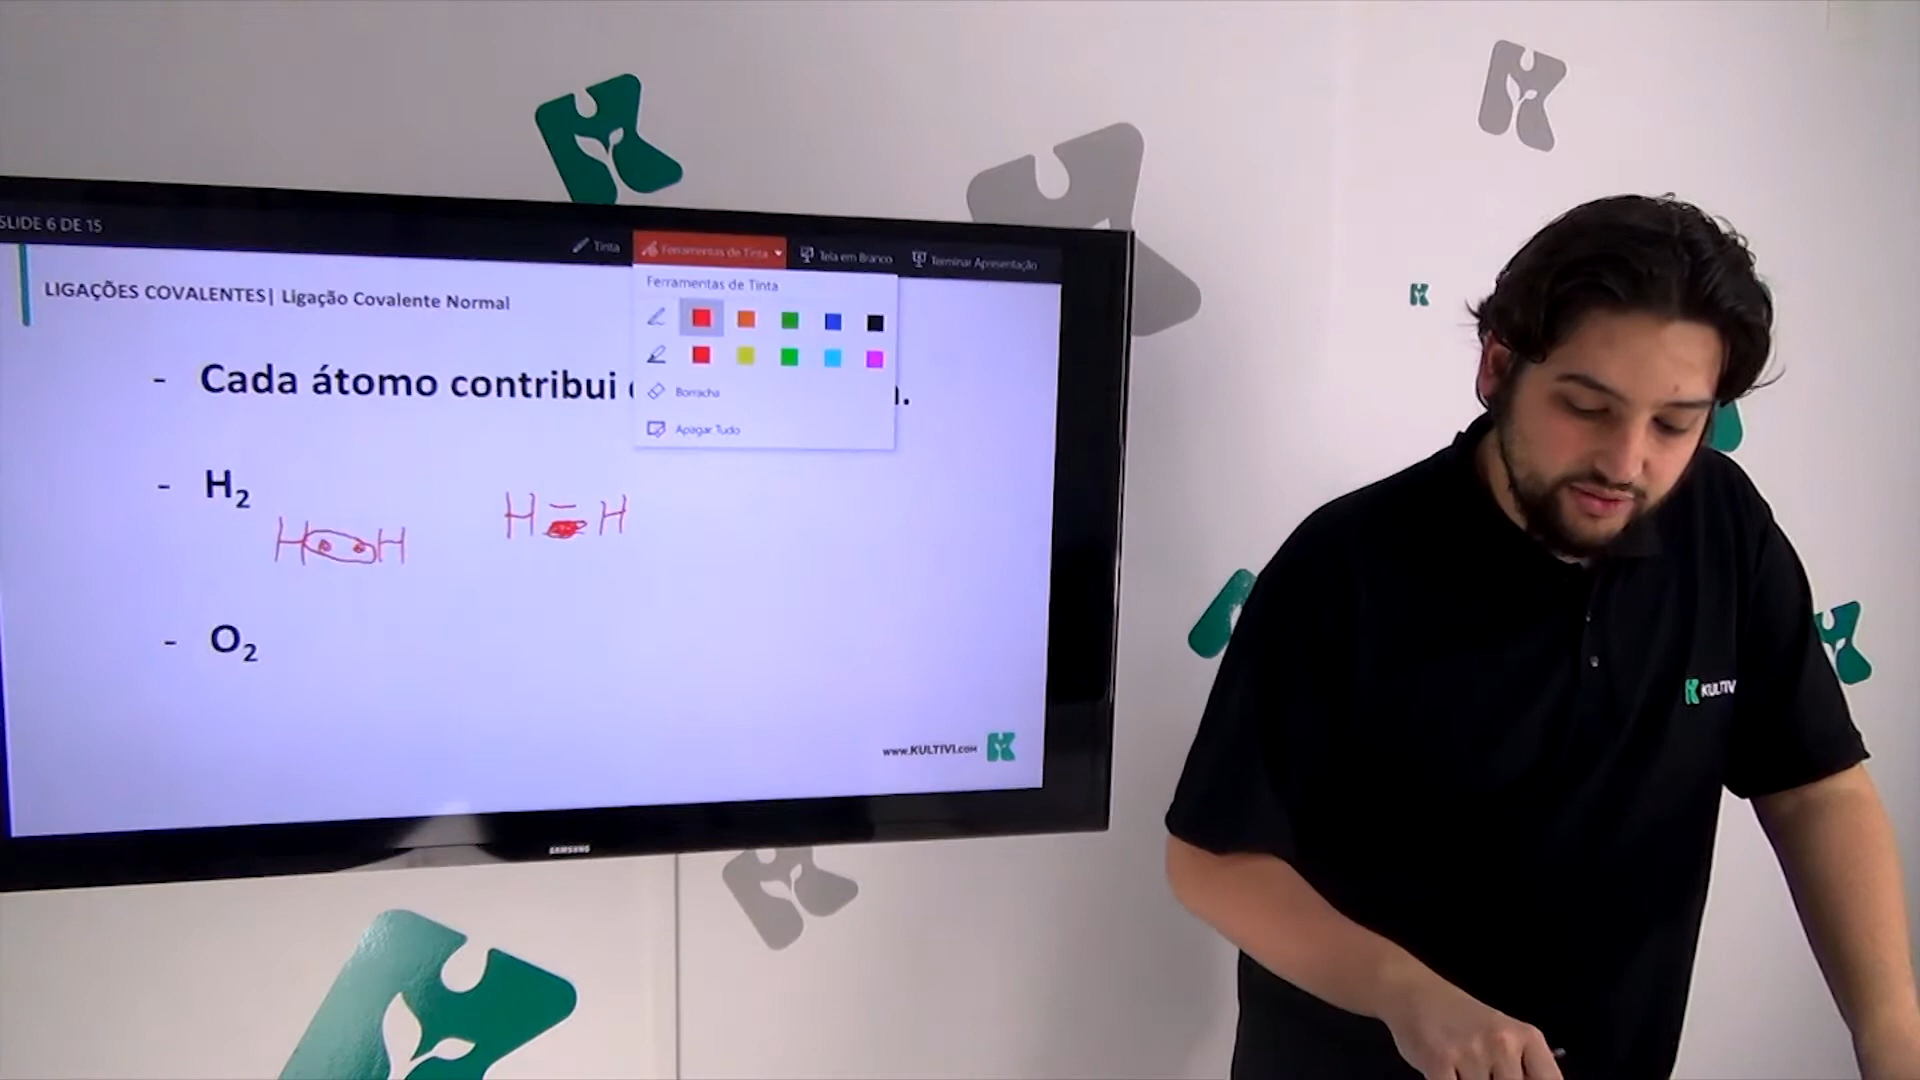 SLIDE 6 DE 15
Tinta
Ferramentas de Tinta
Tela em Branco
Terminar Apresentação
Ferramentas de Tinta
Borracha
Apagar Tudo
LIGAÇÕES COVALENTES| Ligação Covalente Normal
- Cada átomo contribui
- H₂
H H
H H
- O₂
www.KULTIVI.COM
SAMSUNG
KULTIVI